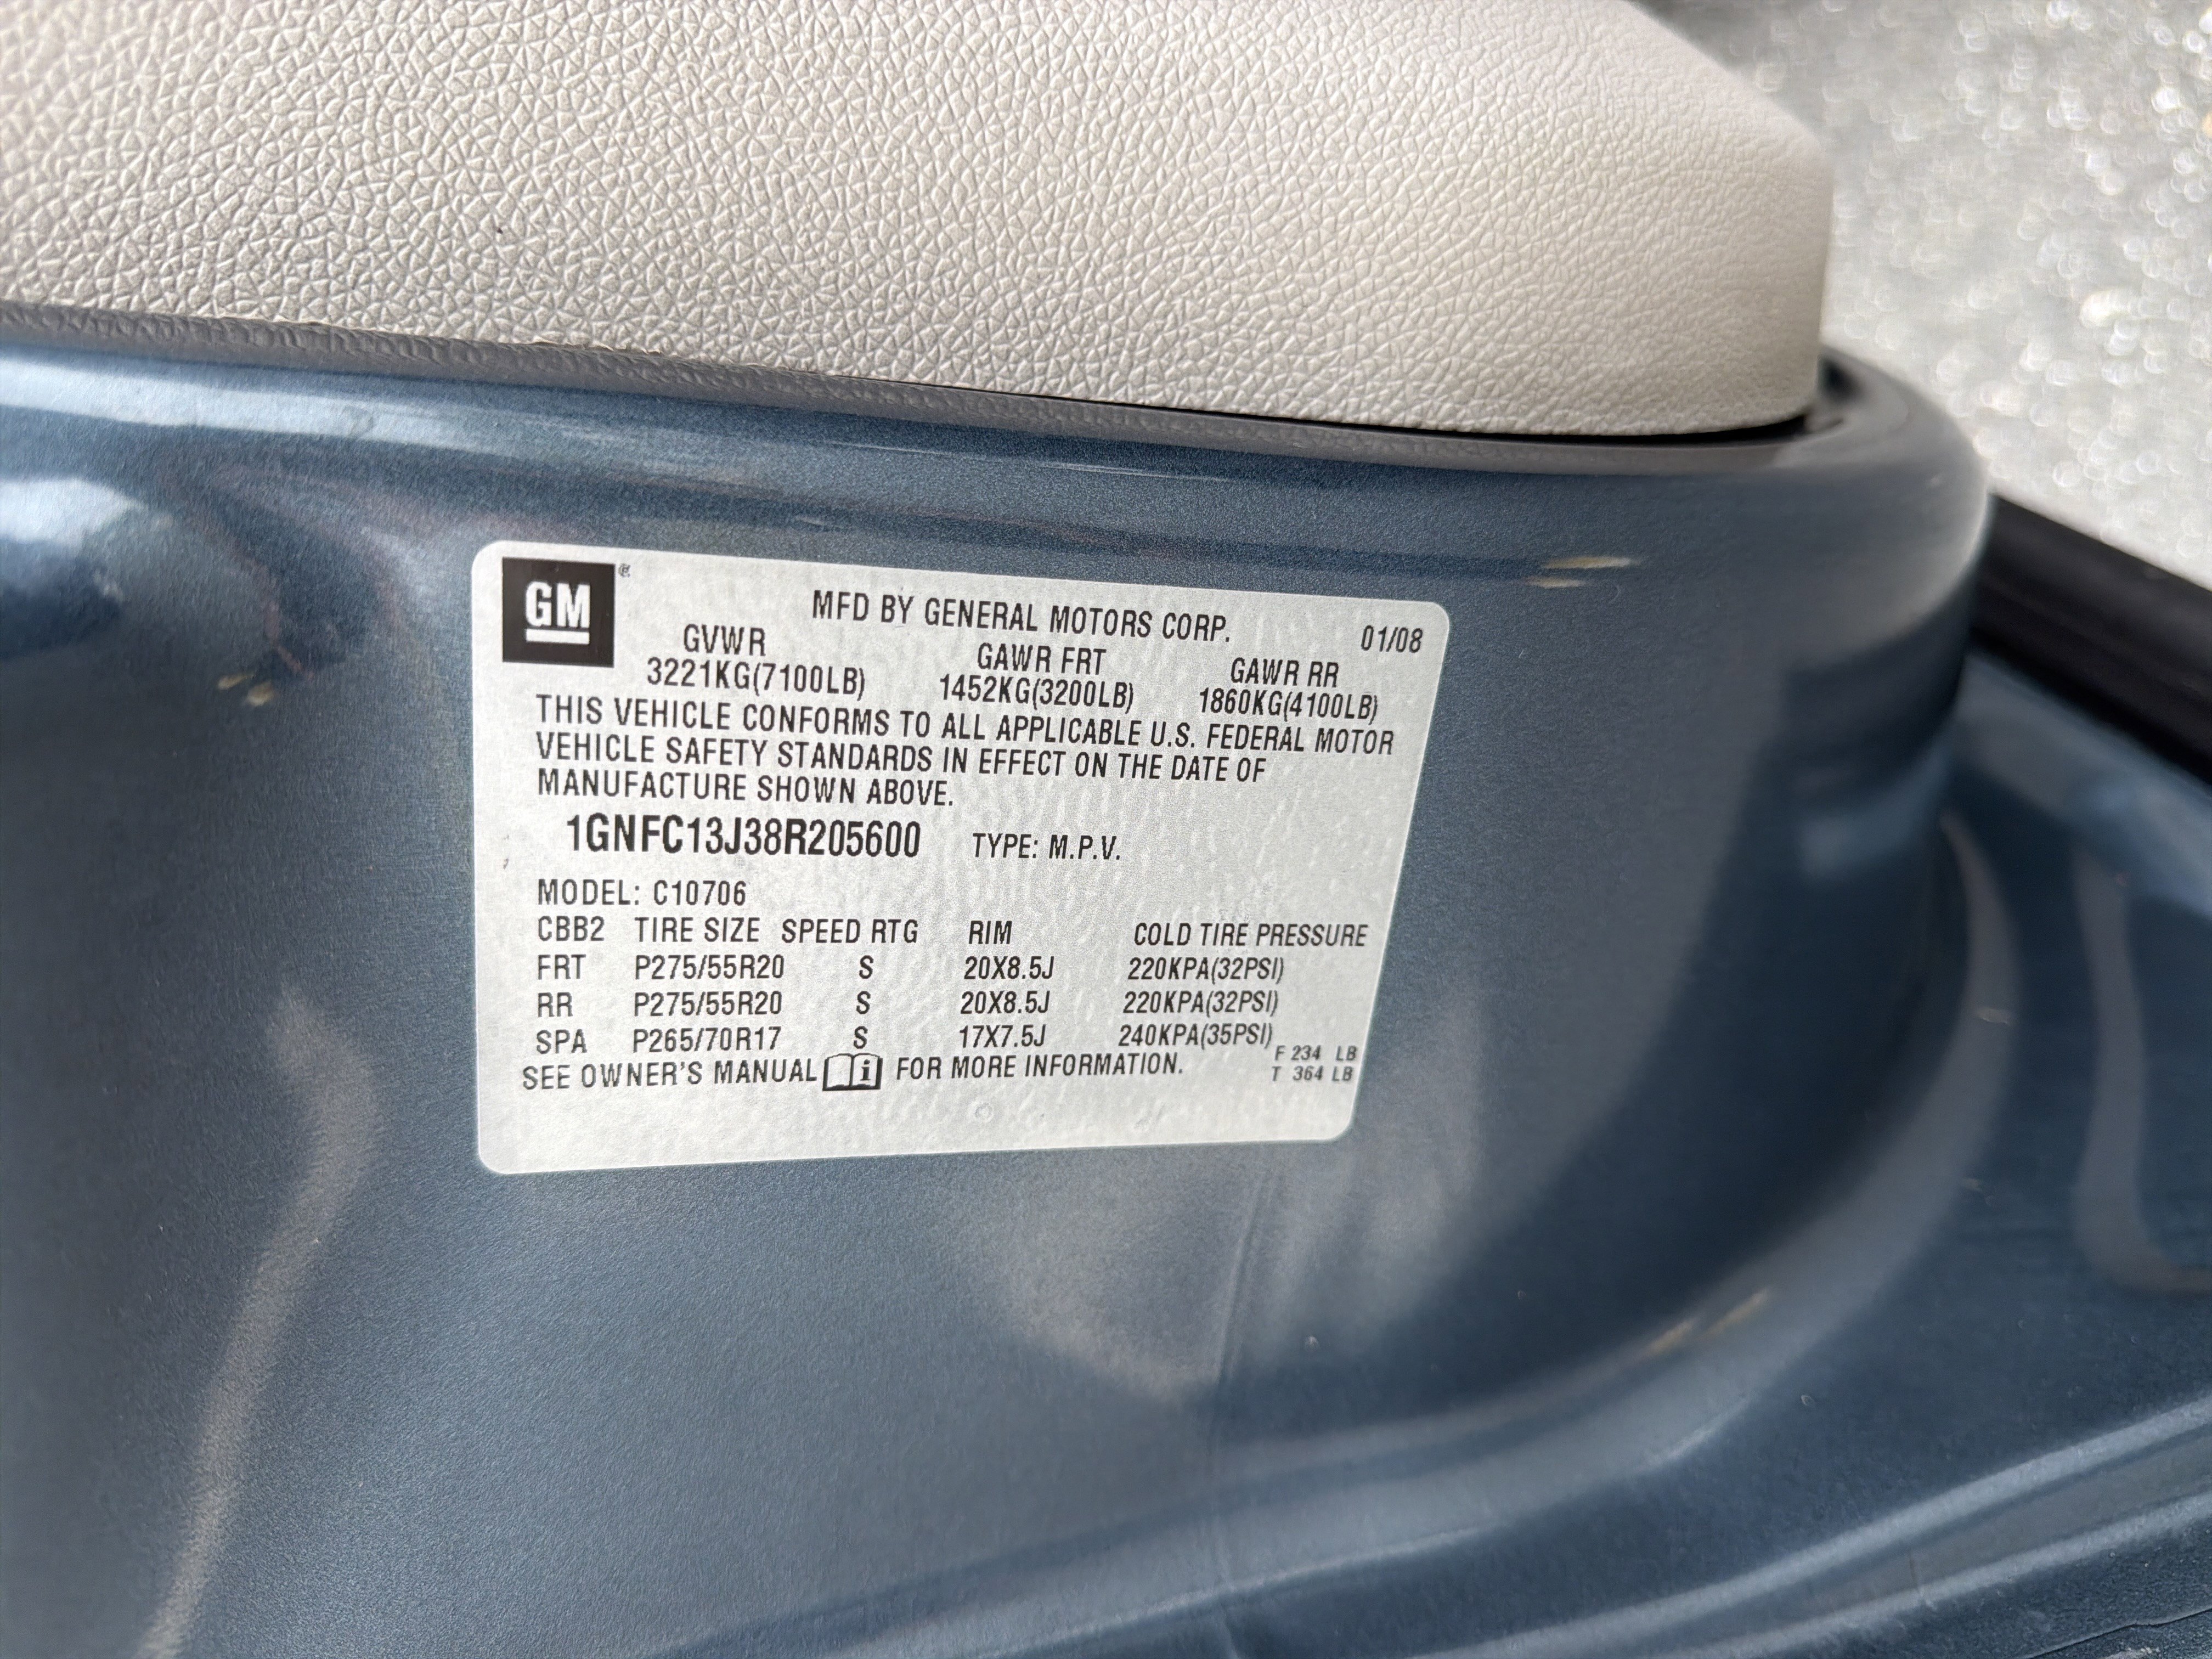 GM
MFD BY GENERAL MOTORS CORP. 01/08
GVWR GAWR FRT GAWR RR
3221KG(7100LB) 1452KG(3200LB) 1860KG(4100LB)
THIS VEHICLE CONFORMS TO ALL APPLICABLE U.S. FEDERAL MOTOR
VEHICLE SAFETY STANDARDS IN EFFECT ON THE DATE OF
MANUFACTURE SHOWN ABOVE.
1GNFC13J38R205600 TYPE: M.P.V.
MODEL: C10706
CBB2 TIRE SIZE SPEED RTG RIM COLD TIRE PRESSURE
FRT P275/55R20 S 20X8.5J 220KPA(32PSI)
RR P275/55R20 S 20X8.5J 220KPA(32PSI)
SPA P265/70R17 S 17X7.5J 240KPA(35PSI)
F 234 LB
SEE OWNER'S MANUAL i FOR MORE INFORMATION. T 364 LB